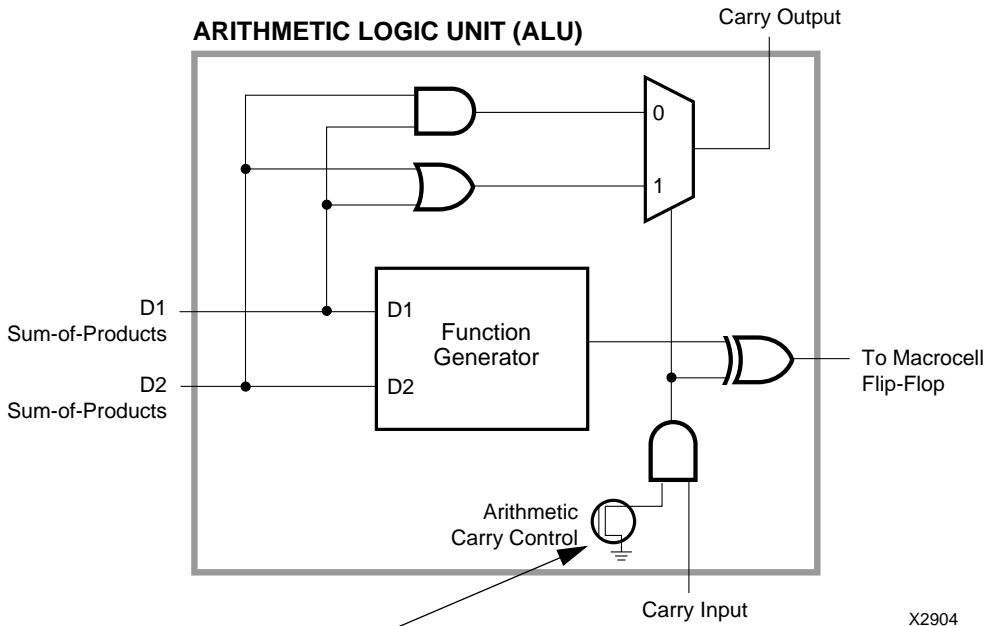 Carry Output
ARITHMETIC LOGIC UNIT (ALU)
0
1
D1
Sum-of-Products
D1
Function
Generator
D2
Sum-of-Products
D2
To Macrocell
Flip-Flop
Arithmetic
Carry Control
Carry Input
X2904